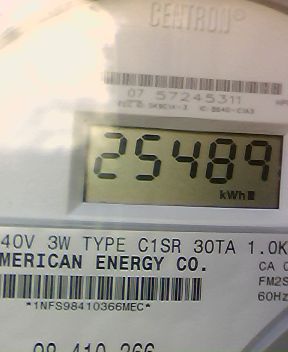 CENTRON®
07 57245311
25489
kWh
40V 3W TYPE C1SR 30TA 1.0K
MERICAN ENERGY CO.
CA 0
FM2S
60Hz
*1NFS98410366MEC*
98 410 366